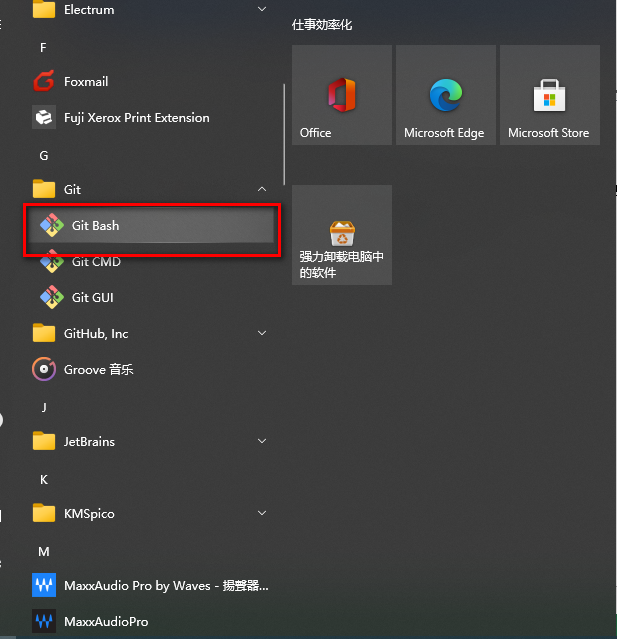 Electrum
F
Foxmail
Fuji Xerox Print Extension
G
Git
Git Bash
Git CMD
Git GUI
GitHub, Inc
Groove 音乐
J
JetBrains
K
KMSpico
M
MaxxAudio Pro by Waves - 揚聲器...
MaxxAudioPro
仕事効率化
Office
Microsoft Edge
Microsoft Store
强力卸载电脑中
的软件